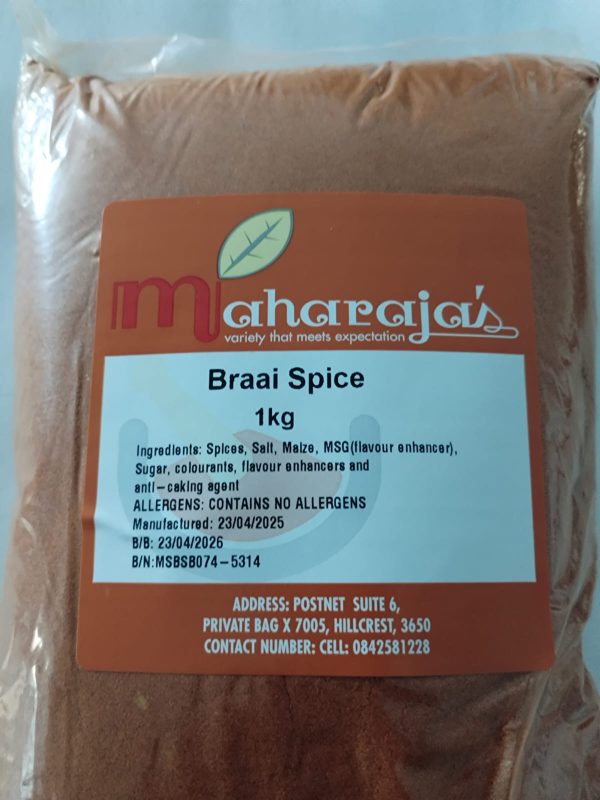 maharaja's
variety that meets expectation
Braai Spice
1kg
Ingredients: Spices, Salt, Maize, MSG(flavour enhancer),
Sugar, colourants, flavour enhancers and
anti-caking agent
ALLERGENS: CONTAINS NO ALLERGENS
Manufactured: 23/04/2025
B/B: 23/04/2026
B/N:MSBSB074-5314
ADDRESS: POSTNET SUITE 6,
PRIVATE BAG X 7005, HILLCREST, 3650
CONTACT NUMBER: CELL: 0842581228